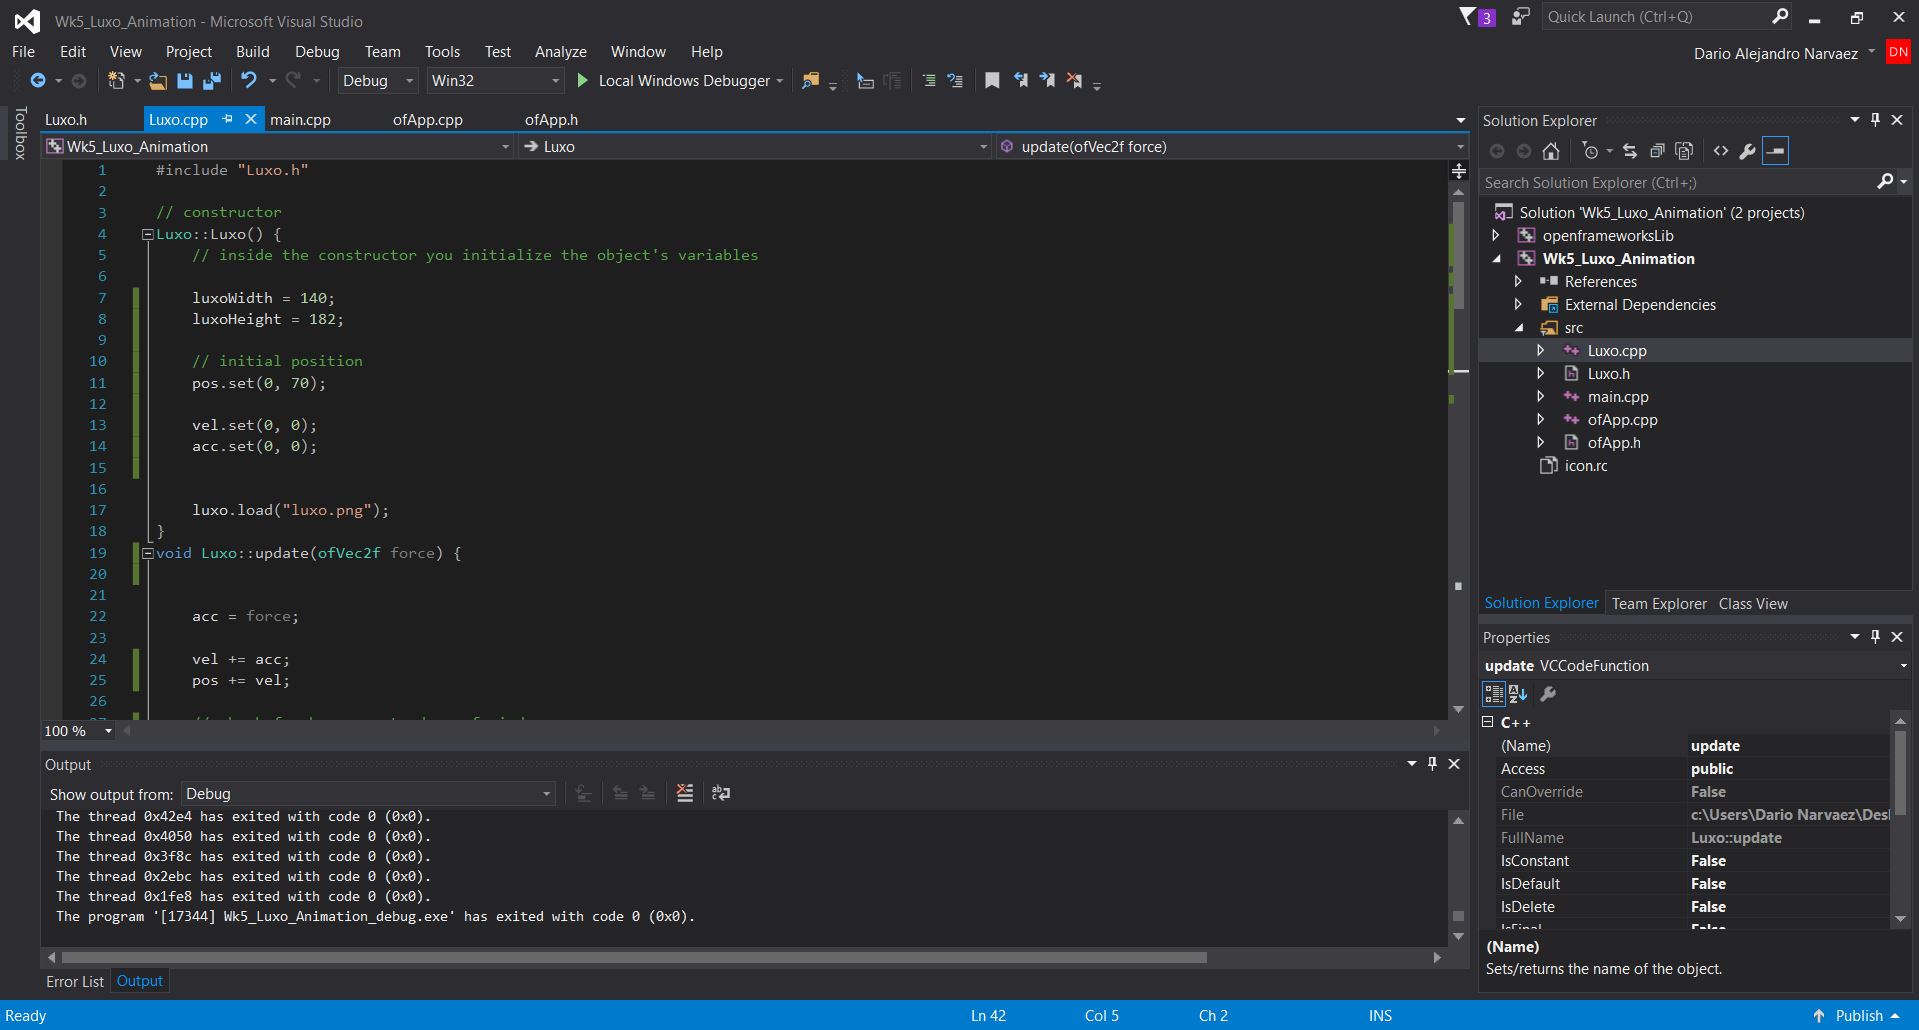 Wk5_Luxo_Animation - Microsoft Visual Studio
3
Quick Launch (Ctrl+Q)
File Edit View Project Build Debug Team Tools Test Analyze Window Help
Dario Alejandro Narvaez DN
Debug Win32 Local Windows Debugger
Toolbox
Luxo.h Luxo.cpp main.cpp ofApp.cpp ofApp.h
Wk5_Luxo_Animation Luxo update(ofVec2f force)
1 #include "Luxo.h"
2
3 // constructor
4 Luxo::Luxo() {
5 // inside the constructor you initialize the object's variables
6
7 luxoWidth = 140;
8 luxoHeight = 182;
9
10 // initial position
11 pos.set(0, 70);
12
13 vel.set(0, 0);
14 acc.set(0, 0);
15
16
17 luxo.load("luxo.png");
18 }
19 void Luxo::update(ofVec2f force) {
20
21
22 acc = force;
23
24 vel += acc;
25 pos += vel;
26
100 %
Output
Show output from: Debug
The thread 0x42e4 has exited with code 0 (0x0).
The thread 0x4050 has exited with code 0 (0x0).
The thread 0x3f8c has exited with code 0 (0x0).
The thread 0x2ebc has exited with code 0 (0x0).
The thread 0x1fe8 has exited with code 0 (0x0).
The program '[17344] Wk5_Luxo_Animation_debug.exe' has exited with code 0 (0x0).
Error List Output
Solution Explorer
Search Solution Explorer (Ctrl+;)
Solution 'Wk5_Luxo_Animation' (2 projects)
openframeworksLib
Wk5_Luxo_Animation
References
External Dependencies
src
Luxo.cpp
Luxo.h
main.cpp
ofApp.cpp
ofApp.h
icon.rc
Solution Explorer Team Explorer Class View
Properties
update VCCodeFunction
C++
(Name) update
Access public
CanOverride False
File c:\Users\Dario Narvaez\Des
FullName Luxo::update
IsConstant False
IsDefault False
IsDelete False
IsFinal False
(Name)
Sets/returns the name of the object.
Ready Ln 42 Col 5 Ch 2 INS Publish